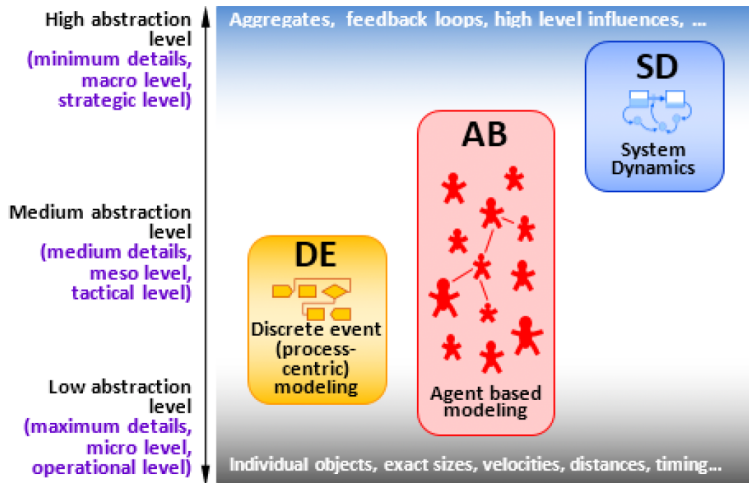 High abstraction
level
(minimum details,
macro level,
strategic level)
Medium abstraction
level
(medium details,
meso level,
tactical level)
Low abstraction
level
(maximum details,
micro level,
operational level)
Aggregates, feedback loops, high level influences, ...
SD
System
Dynamics
AB
Agent based
modeling
DE
Discrete event
(process-
centric)
modeling
Individual objects, exact sizes, velocities, distances, timing...